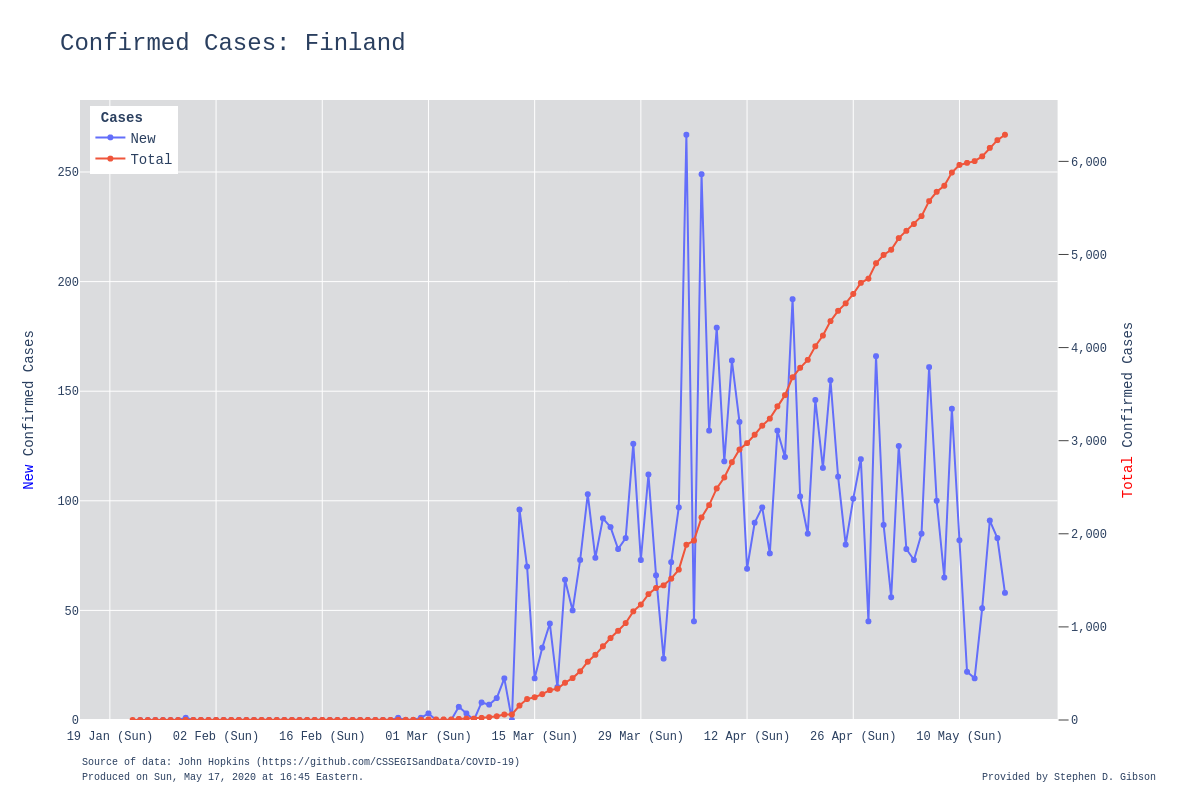 Confirmed Cases: Finland
Cases
New
Total
250
200
150
100
50
0
6,000
5,000
4,000
3,000
2,000
1,000
0
New Confirmed Cases
Total Confirmed Cases
19 Jan (Sun)
02 Feb (Sun)
16 Feb (Sun)
01 Mar (Sun)
15 Mar (Sun)
29 Mar (Sun)
12 Apr (Sun)
26 Apr (Sun)
10 May (Sun)
Source of data: John Hopkins (https://github.com/CSSEGISandData/COVID-19)
Produced on Sun, May 17, 2020 at 16:45 Eastern.
Provided by Stephen D. Gibson